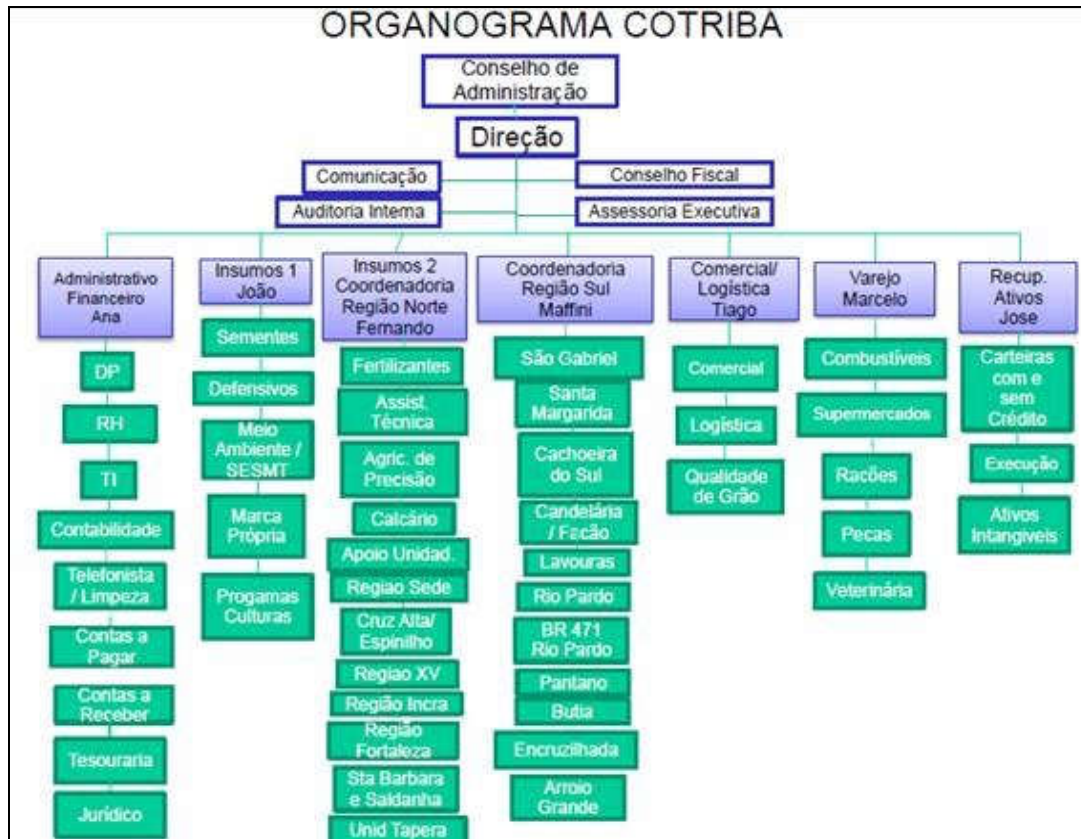 ORGANOGRAMA COTRIBÁ
Conselho de
Administração
Direção
Comunicação
Conselho Fiscal
Auditoria Interna
Assessoria Executiva
Administrativo
Financeiro
Ana
DP
RH
TI
Contabilidade
Telefonista
/ Limpeza
Contas a
Pagar
Contas a
Receber
Tesouraria
Jurídico
Insumos 1
João
Sementes
Defensivos
Meio
Ambiente /
SESMT
Marca
Própria
Progamas
Culturas
Insumos 2
Coordenadoria
Região Norte
Fernando
Fertilizantes
Assist.
Técnica
Agric. de
Precisão
Calcário
Apoio Unidad.
Regiao Sede
Cruz Alta/
Espinilho
Regiao XV
Região Incra
Região
Fortaleza
Sta Barbara
e Saldanha
Unid Tapera
Coordenadoria
Região Sul
Maffini
São Gabriel
Santa
Margarida
Cachoeira
do Sul
Candelária
/ Facão
Lavouras
Rio Pardo
BR 471
Rio Pardo
Pantano
Butia
Encruzilhada
Arroio
Grande
Comercial/
Logística
Tiago
Comercial
Logística
Qualidade
de Grão
Varejo
Marcelo
Combustíveis
Supermercados
Racões
Pecas
Veterinária
Recup.
Ativos
Jose
Carteiras
com e
sem
Crédito
Execução
Ativos
Intangiveis